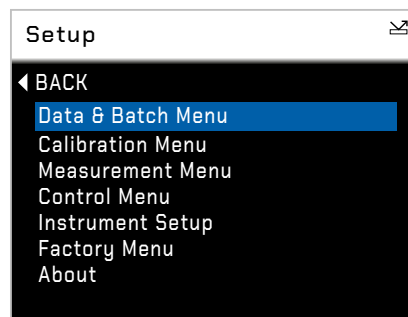 Setup
BACK
Data & Batch Menu
Calibration Menu
Measurement Menu
Control Menu
Instrument Setup
Factory Menu
About